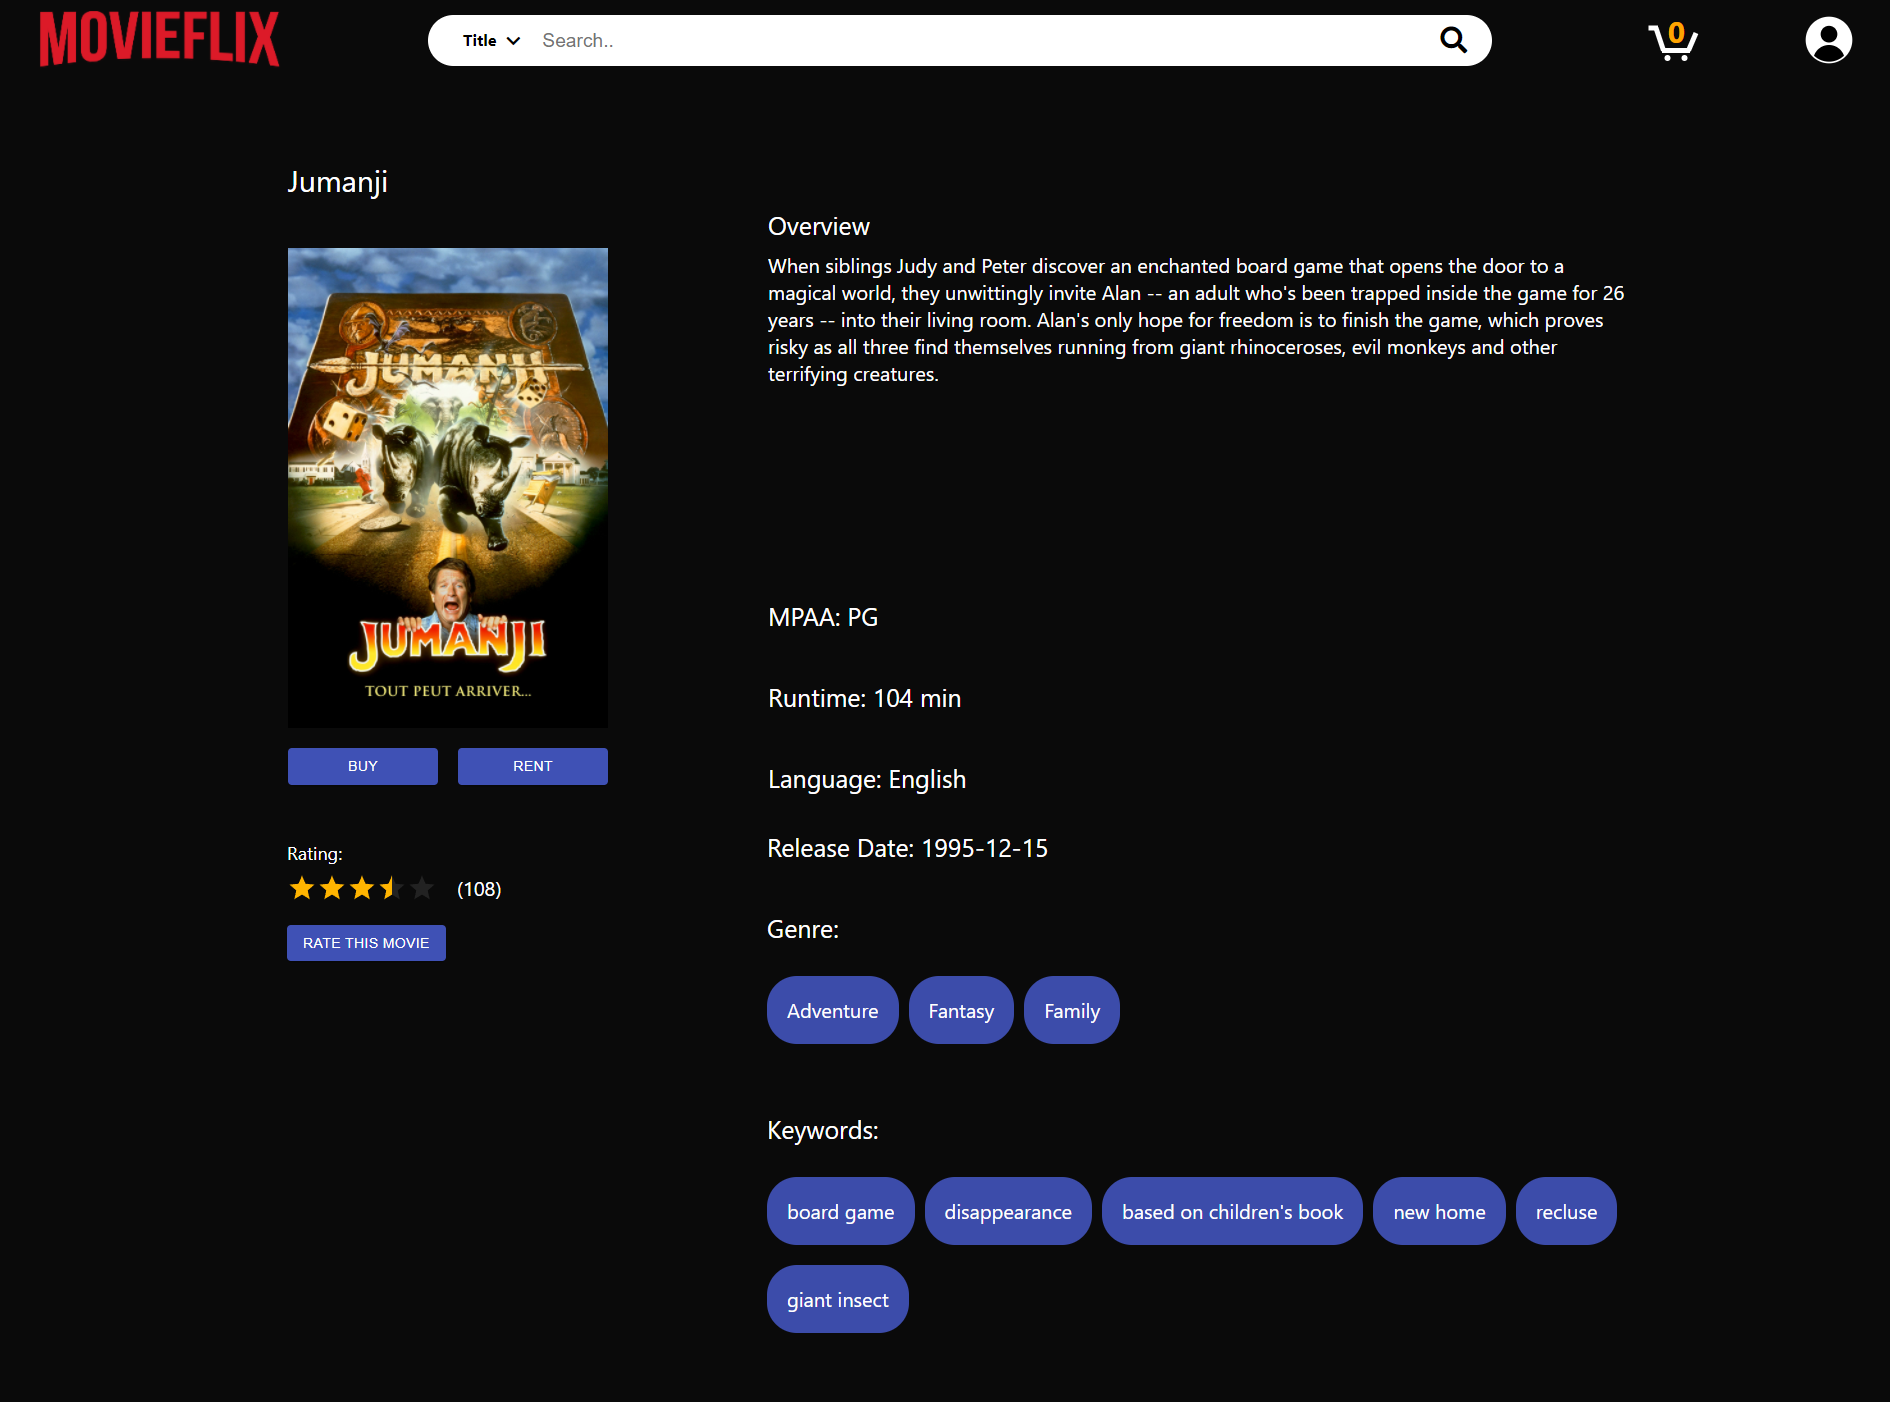 MOVIEFLIX
Title
Search..
0
Jumanji
JUMANJI
JUMANJI
TOUT PEUT ARRIVER...
BUY
RENT
Rating:
(108)
RATE THIS MOVIE
Overview
When siblings Judy and Peter discover an enchanted board game that opens the door to a
magical world, they unwittingly invite Alan -- an adult who's been trapped inside the game for 26
years -- into their living room. Alan's only hope for freedom is to finish the game, which proves
risky as all three find themselves running from giant rhinoceroses, evil monkeys and other
terrifying creatures.
MPAA: PG
Runtime: 104 min
Language: English
Release Date: 1995-12-15
Genre:
Adventure
Fantasy
Family
Keywords:
board game
disappearance
based on children's book
new home
recluse
giant insect